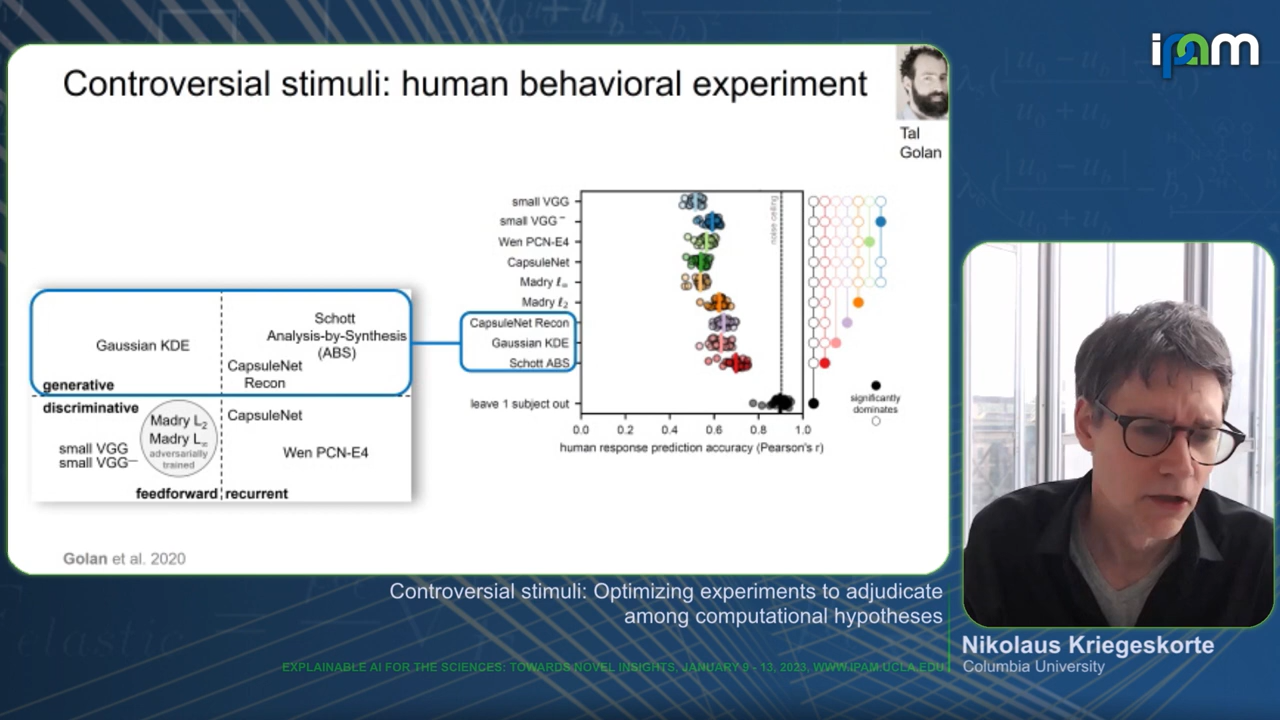 ipam
Controversial stimuli: human behavioral experiment
Tal
Golan
Gaussian KDE
Schott
Analysis-by-Synthesis
(ABS)
CapsuleNet
Recon
generative
discriminative
Madry L2
Madry L∞
adversarially
trained
small VGG
small VGG−
CapsuleNet
Wen PCN-E4
feedforward
recurrent
small VGG
small VGG−
Wen PCN-E4
CapsuleNet
Madry ℓ∞
Madry ℓ2
CapsuleNet Recon
Gaussian KDE
Schott ABS
leave 1 subject out
noise ceiling
0.0 0.2 0.4 0.6 0.8 1.0
human response prediction accuracy (Pearson's r)
significantly
dominates
Golan et al. 2020
Controversial stimuli: Optimizing experiments to adjudicate
among computational hypotheses
Nikolaus Kriegeskorte
Columbia University
EXPLAINABLE AI FOR THE SCIENCES: TOWARDS NOVEL INSIGHTS, JANUARY 9 - 13, 2023, WWW.IPAM.UCLA.EDU
elastic